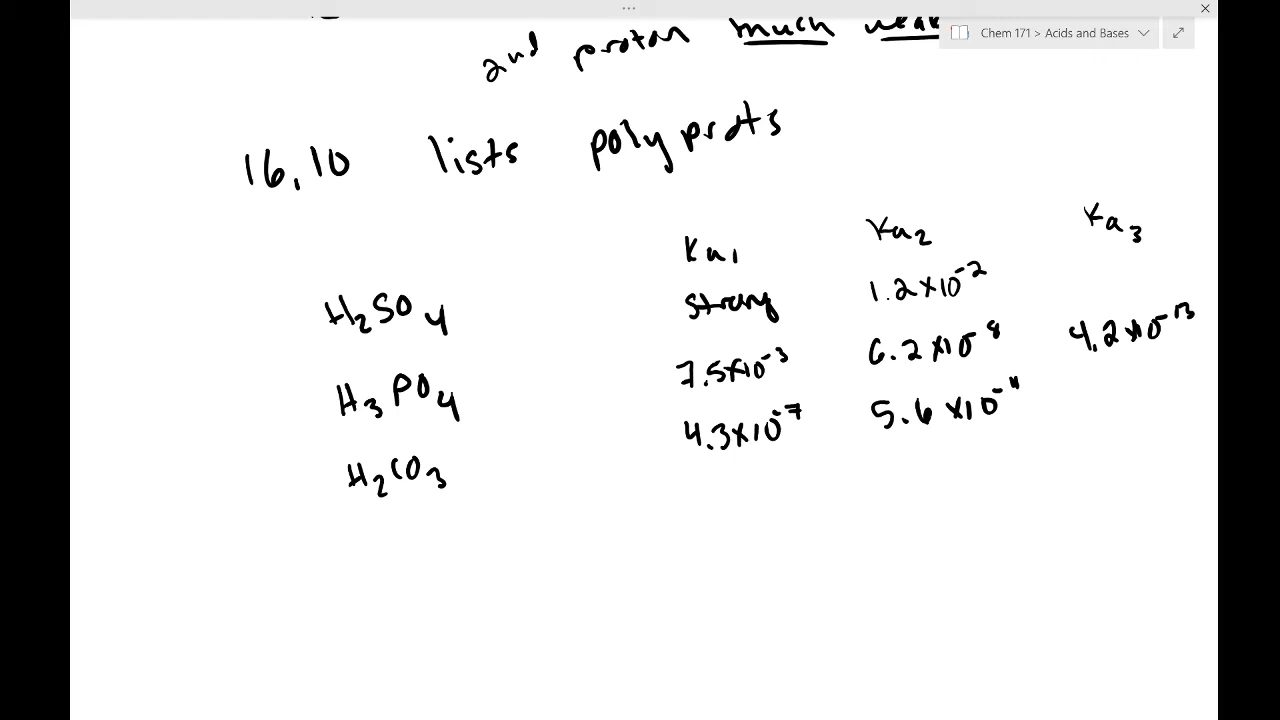 Chem 171 > Acids and Bases
2nd proton much weak
16.10 lists polyprots
Ka1 Ka2 Ka3
H2SO4 strong 1.2x10^-2
H3PO4 7.5x10^-3 6.2x10^-8 4.2x10^-13
H2CO3 4.3x10^-7 5.6x10^-11